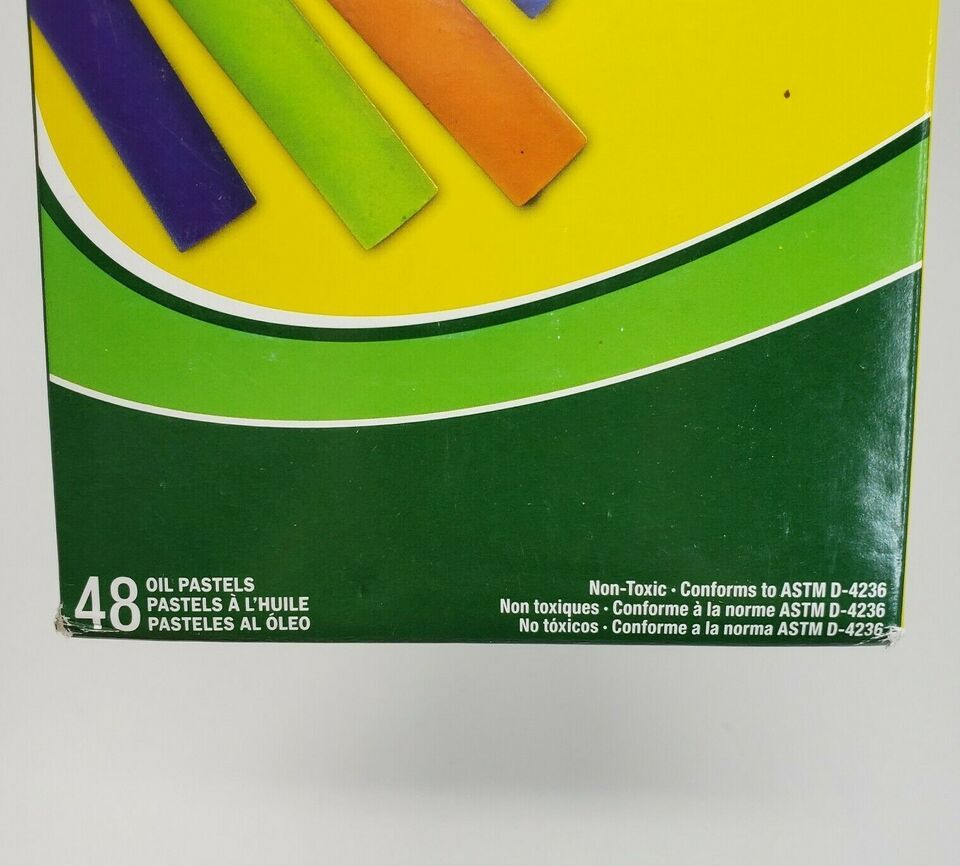 48 OIL PASTELS
PASTELS À L'HUILE
PASTELES AL ÓLEO
Non-Toxic · Conforms to ASTM D-4236
Non toxiques · Conforme à la norme ASTM D-4236
No tóxicos · Conforme a la norma ASTM D-4236